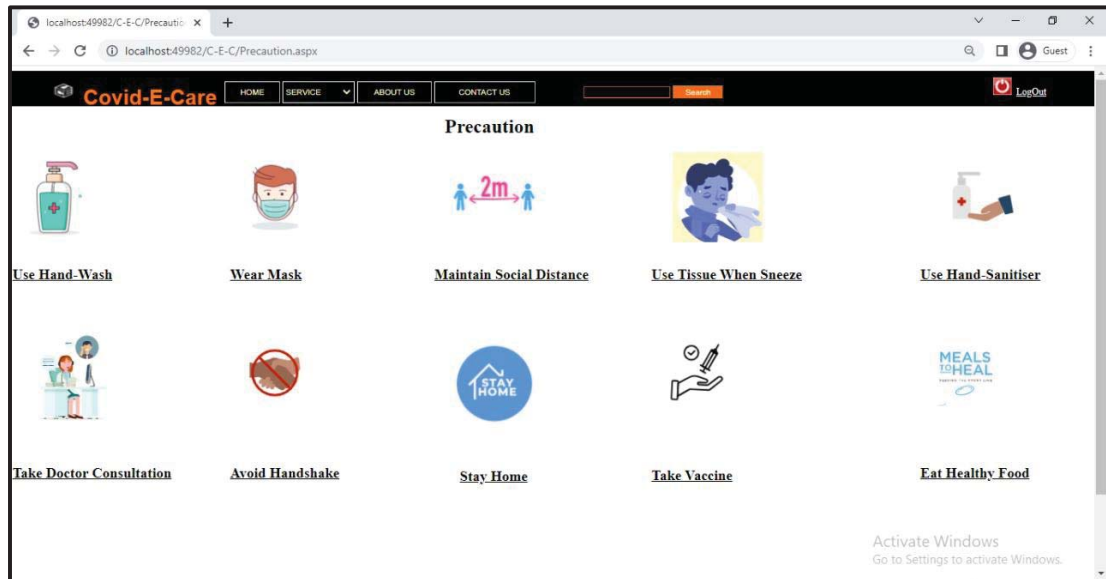 localhost:49982/C-E-C/Precautio
localhost:49982/C-E-C/Precaution.aspx
Guest
Covid-E-Care
HOME
SERVICE
ABOUT US
CONTACT US
Search
LogOut
Precaution
2m
Use Hand-Wash
Wear Mask
Maintain Social Distance
Use Tissue When Sneeze
Use Hand-Sanitiser
STAY
HOME
MEALS
TO HEAL
Take Doctor Consultation
Avoid Handshake
Stay Home
Take Vaccine
Eat Healthy Food
Activate Windows
Go to Settings to activate Windows.